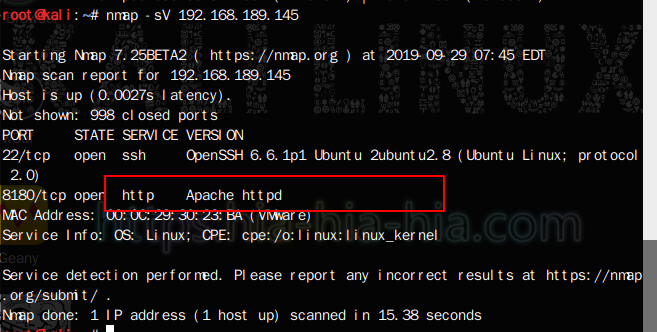 root@kali:~# nmap -sV 192.168.189.145
Starting Nmap 7.25BETA2 ( https://nmap.org ) at 2019-09-29 07:45 EDT
Nmap scan report for 192.168.189.145
Host is up (0.0027s latency).
Not shown: 998 closed ports
PORT     STATE SERVICE VERSION
22/tcp   open  ssh     OpenSSH 6.6.1p1 Ubuntu 2ubuntu2.8 (Ubuntu Linux; protocol
 2.0)
8180/tcp open  http    Apache httpd
MAC Address: 00:0C:29:30:23:BA (VMware)
Service Info: OS: Linux; CPE: cpe:/o:linux:linux_kernel
Geany
Service detection performed. Please report any incorrect results at https://nmap
.org/submit/ .
Nmap done: 1 IP address (1 host up) scanned in 15.38 seconds
root@kali:~#
KALI LINUX